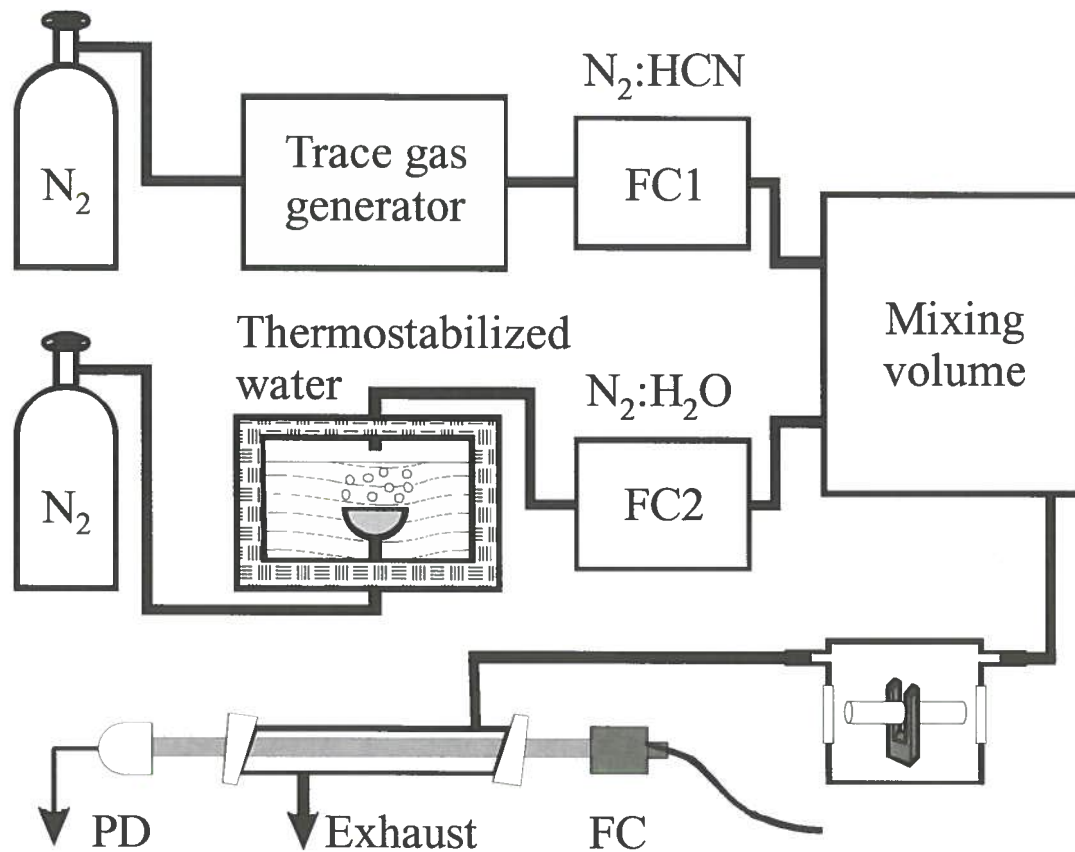 N₂:HCN
N₂
Trace gas
generator
FC1
Mixing
volume
Thermostabilized
water
N₂:H₂O
N₂
FC2
PD
Exhaust
FC